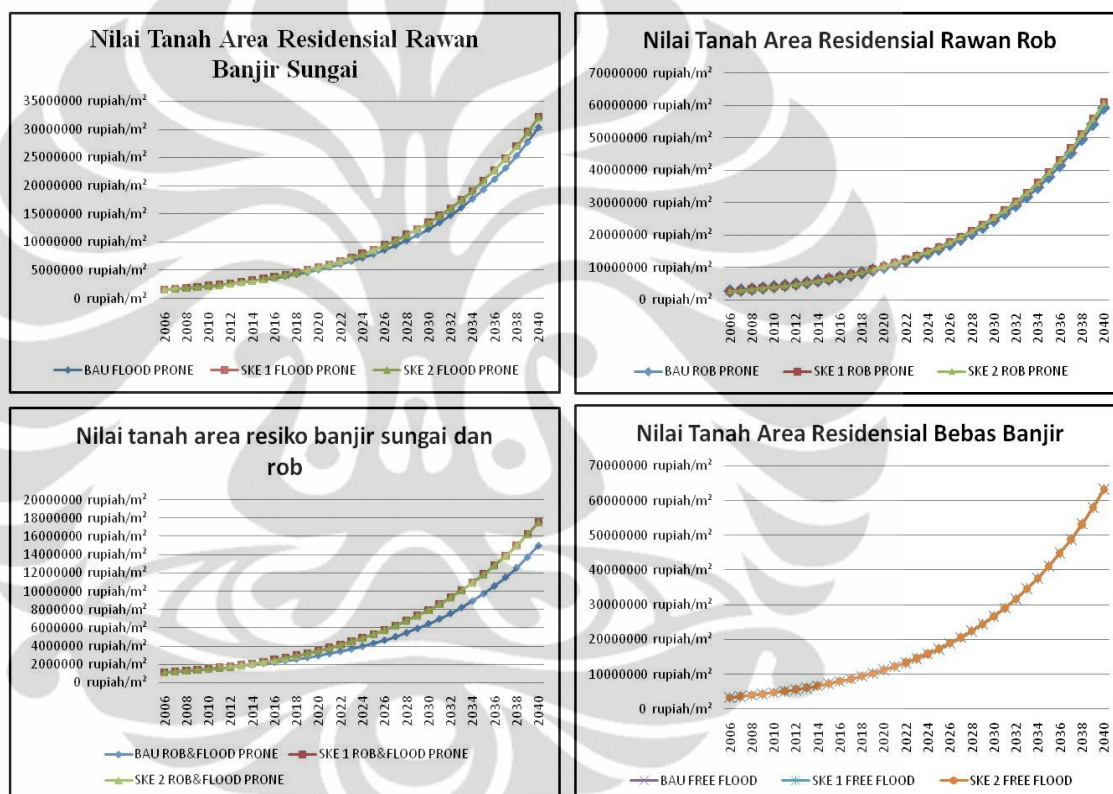 Nilai Tanah Area Residensial Rawan
Banjir Sungai
35000000 rupiah/m²
30000000 rupiah/m²
25000000 rupiah/m²
20000000 rupiah/m²
15000000 rupiah/m²
10000000 rupiah/m²
5000000 rupiah/m²
0 rupiah/m²
2006 2008 2010 2012 2014 2016 2018 2020 2022 2024 2026 2028 2030 2032 2034 2036 2038 2040
BAU FLOOD PRONE SKE 1 FLOOD PRONE SKE 2 FLOOD PRONE
Nilai Tanah Area Residensial Rawan Rob
70000000 rupiah/m²
60000000 rupiah/m²
50000000 rupiah/m²
40000000 rupiah/m²
30000000 rupiah/m²
20000000 rupiah/m²
10000000 rupiah/m²
0 rupiah/m²
2006 2008 2010 2012 2014 2016 2018 2020 2022 2024 2026 2028 2030 2032 2034 2036 2038 2040
BAU ROB PRONE SKE 1 ROB PRONE SKE 2 ROB PRONE
Nilai tanah area resiko banjir sungai dan
rob
20000000 rupiah/m²
18000000 rupiah/m²
16000000 rupiah/m²
14000000 rupiah/m²
12000000 rupiah/m²
10000000 rupiah/m²
8000000 rupiah/m²
6000000 rupiah/m²
4000000 rupiah/m²
2000000 rupiah/m²
0 rupiah/m²
2006 2008 2010 2012 2014 2016 2018 2020 2022 2024 2026 2028 2030 2032 2034 2036 2038 2040
BAU ROB&FLOOD PRONE SKE 1 ROB&FLOOD PRONE
SKE 2 ROB&FLOOD PRONE
Nilai Tanah Area Residensial Bebas Banjir
70000000 rupiah/m²
60000000 rupiah/m²
50000000 rupiah/m²
40000000 rupiah/m²
30000000 rupiah/m²
20000000 rupiah/m²
10000000 rupiah/m²
0 rupiah/m²
2006 2008 2010 2012 2014 2016 2018 2020 2022 2024 2026 2028 2030 2032 2034 2036 2038 2040
BAU FREE FLOOD SKE 1 FREE FLOOD SKE 2 FREE FLOOD